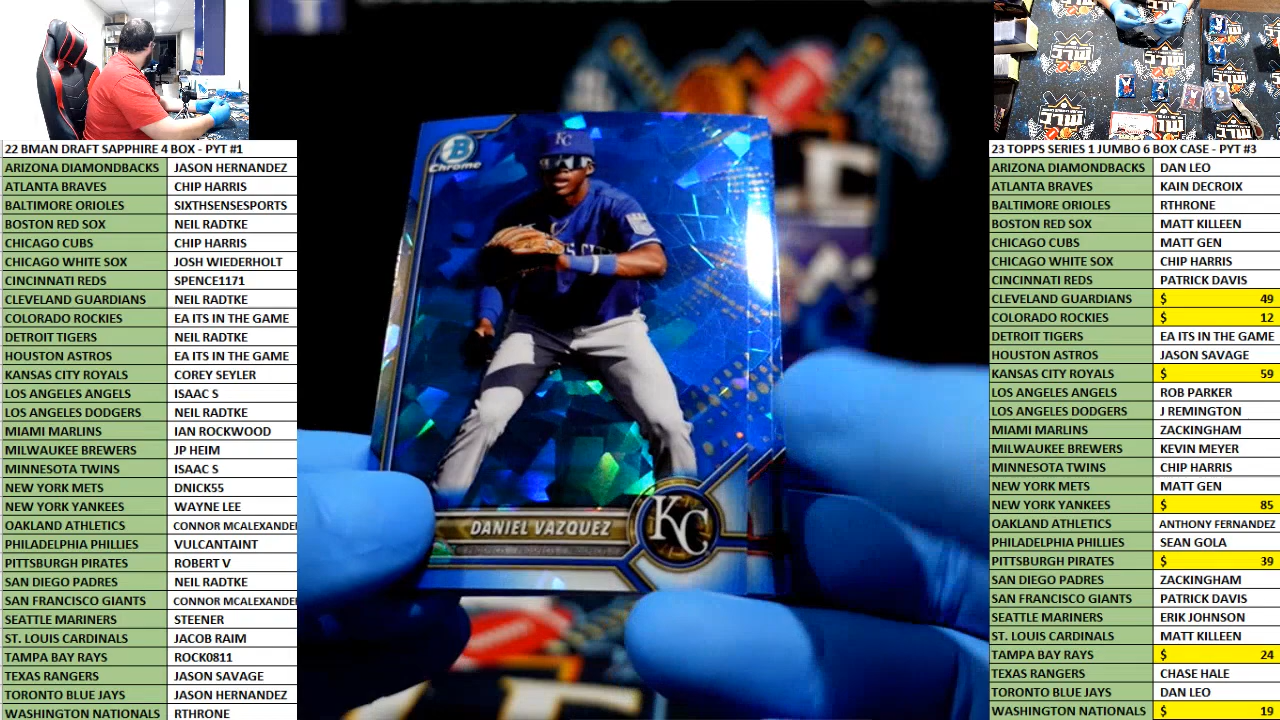 22 BMAN DRAFT SAPPHIRE 4 BOX - PYT #1
ARIZONA DIAMONDBACKS JASON HERNANDEZ
ATLANTA BRAVES CHIP HARRIS
BALTIMORE ORIOLES SIXTHSENSESPORTS
BOSTON RED SOX NEIL RADTKE
CHICAGO CUBS CHIP HARRIS
CHICAGO WHITE SOX JOSH WIEDERHOLT
CINCINNATI REDS SPENCE1171
CLEVELAND GUARDIANS NEIL RADTKE
COLORADO ROCKIES EA ITS IN THE GAME
DETROIT TIGERS NEIL RADTKE
HOUSTON ASTROS EA ITS IN THE GAME
KANSAS CITY ROYALS COREY SEYLER
LOS ANGELES ANGELS ISAAC S
LOS ANGELES DODGERS NEIL RADTKE
MIAMI MARLINS IAN ROCKWOOD
MILWAUKEE BREWERS JP HEIM
MINNESOTA TWINS ISAAC S
NEW YORK METS DNICK55
NEW YORK YANKEES WAYNE LEE
OAKLAND ATHLETICS CONNOR MCALEXANDE
PHILADELPHIA PHILLIES VULCANTAINT
PITTSBURGH PIRATES ROBERT V
SAN DIEGO PADRES NEIL RADTKE
SAN FRANCISCO GIANTS CONNOR MCALEXANDE
SEATTLE MARINERS STEENER
ST. LOUIS CARDINALS JACOB RAIM
TAMPA BAY RAYS ROCK0811
TEXAS RANGERS JASON SAVAGE
TORONTO BLUE JAYS JASON HERNANDEZ
WASHINGTON NATIONALS RTHRONE
B
Chrome
KC
DANIEL VAZQUEZ
KC
23 TOPPS SERIES 1 JUMBO 6 BOX CASE - PYT #3
ARIZONA DIAMONDBACKS DAN LEO
ATLANTA BRAVES KAIN DECROIX
BALTIMORE ORIOLES RTHRONE
BOSTON RED SOX MATT KILLEEN
CHICAGO CUBS MATT GEN
CHICAGO WHITE SOX CHIP HARRIS
CINCINNATI REDS PATRICK DAVIS
CLEVELAND GUARDIANS $ 49
COLORADO ROCKIES $ 12
DETROIT TIGERS EA ITS IN THE GAME
HOUSTON ASTROS JASON SAVAGE
KANSAS CITY ROYALS $ 59
LOS ANGELES ANGELS ROB PARKER
LOS ANGELES DODGERS J REMINGTON
MIAMI MARLINS ZACKINGHAM
MILWAUKEE BREWERS KEVIN MEYER
MINNESOTA TWINS CHIP HARRIS
NEW YORK METS MATT GEN
NEW YORK YANKEES $ 85
OAKLAND ATHLETICS ANTHONY FERNANDEZ
PHILADELPHIA PHILLIES SEAN GOLA
PITTSBURGH PIRATES $ 39
SAN DIEGO PADRES ZACKINGHAM
SAN FRANCISCO GIANTS PATRICK DAVIS
SEATTLE MARINERS ERIK JOHNSON
ST. LOUIS CARDINALS MATT KILLEEN
TAMPA BAY RAYS $ 24
TEXAS RANGERS CHASE HALE
TORONTO BLUE JAYS DAN LEO
WASHINGTON NATIONALS $ 19